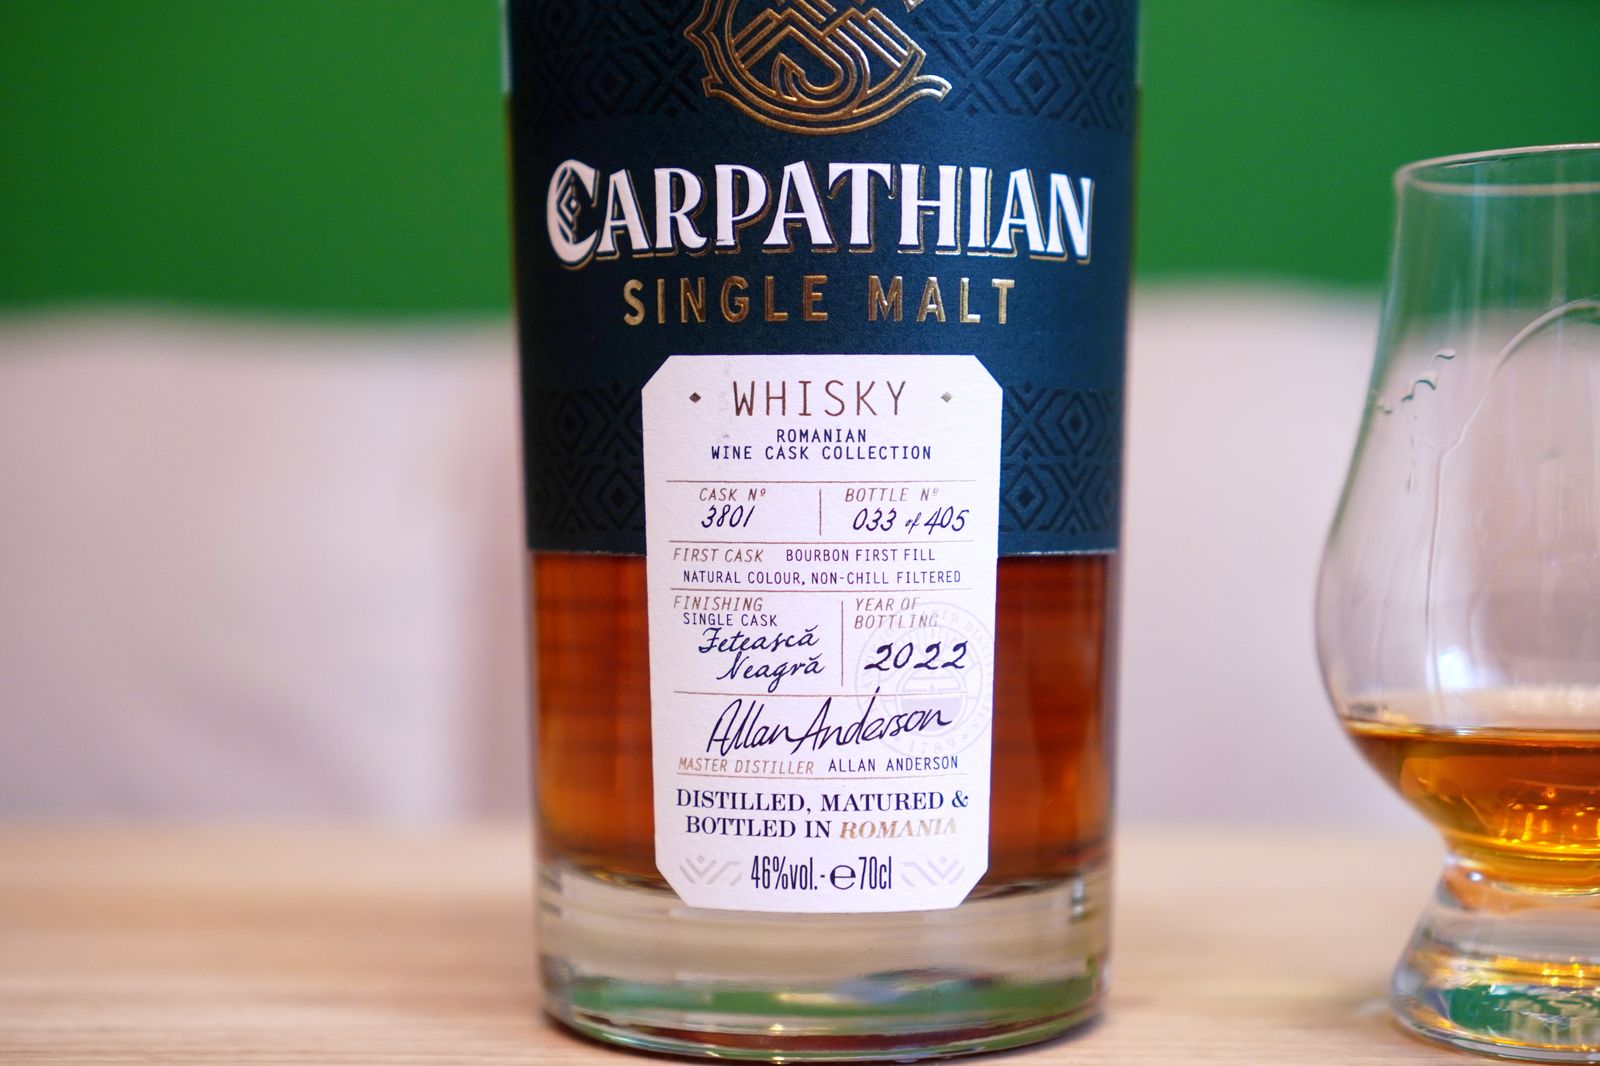 CARPATHIAN
SINGLE MALT
WHISKY
ROMANIAN
WINE CASK COLLECTION
CASK Nº
3801
BOTTLE Nº
033 of 405
FIRST CASK BOURBON FIRST FILL
NATURAL COLOUR, NON-CHILL FILTERED
FINISHING
SINGLE CASK
Fetească
Neagră
YEAR OF
BOTTLING
2022
Allan Anderson
MASTER DISTILLER ALLAN ANDERSON
DISTILLED, MATURED &
BOTTLED IN ROMANIA
46%vol. - ℮70cl
1789